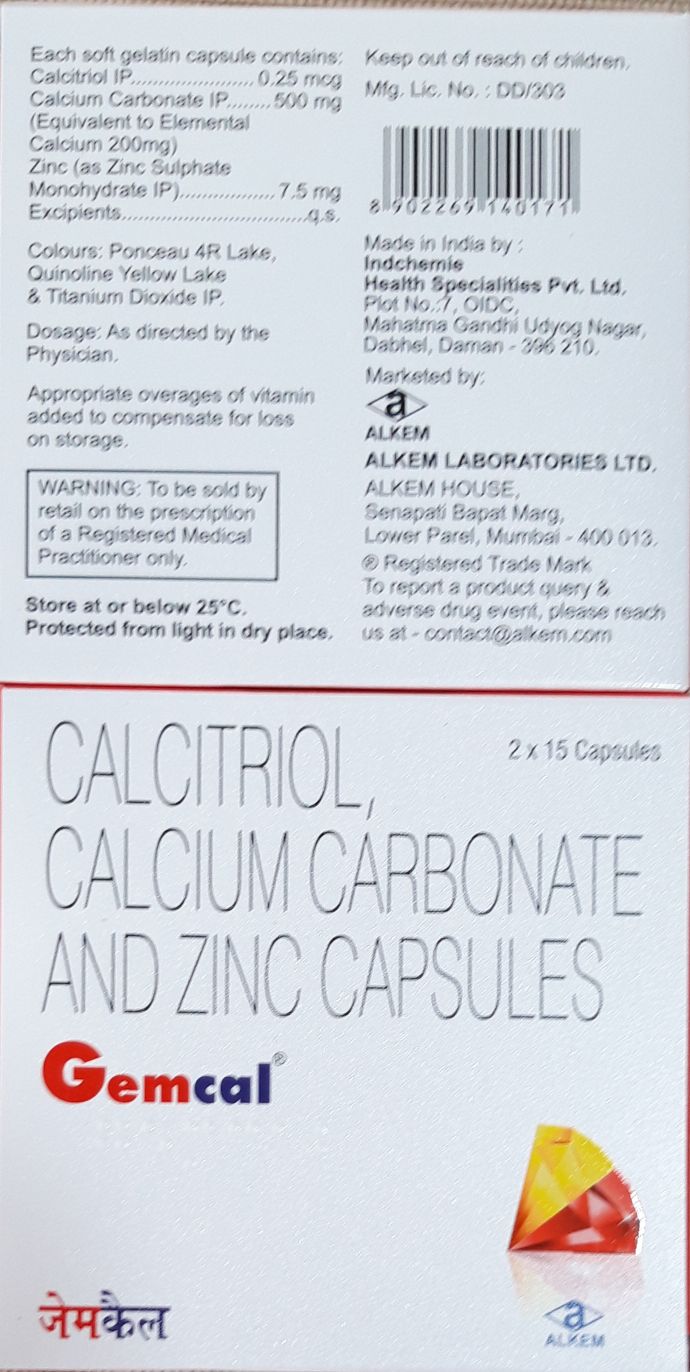 Each soft gelatin capsule contains:
Calcitriol IP......................0.25 mcg
Calcium Carbonate IP........500 mg
(Equivalent to Elemental
Calcium 200mg)
Zinc (as Zinc Sulphate
Monohydrate IP).................7.5 mg
Excipients.................................q.s.
Colours: Ponceau 4R Lake,
Quinoline Yellow Lake
& Titanium Dioxide IP.
Dosage: As directed by the
Physician.
Appropriate overages of vitamin
added to compensate for loss
on storage.
WARNING: To be sold by
retail on the prescription
of a Registered Medical
Practitioner only.
Store at or below 25°C.
Protected from light in dry place.
Keep out of reach of children.
Mfg. Lic. No. : DD/303
8 902269 140171
Made in India by :
Indchemie
Health Specialities Pvt. Ltd.
Plot No.:7, OIDC,
Mahatma Gandhi Udyog Nagar,
Dabhel, Daman - 396 210.
Marketed by:
a
ALKEM
ALKEM LABORATORIES LTD.
ALKEM HOUSE,
Senapati Bapat Marg,
Lower Parel, Mumbai - 400 013.
® Registered Trade Mark
To report a product query &
adverse drug event, please reach
us at - contact@alkem.com
2 x 15 Capsules
CALCITRIOL,
CALCIUM CARBONATE
AND ZINC CAPSULES
Gemcal®
जेमकैल
a
ALKEM